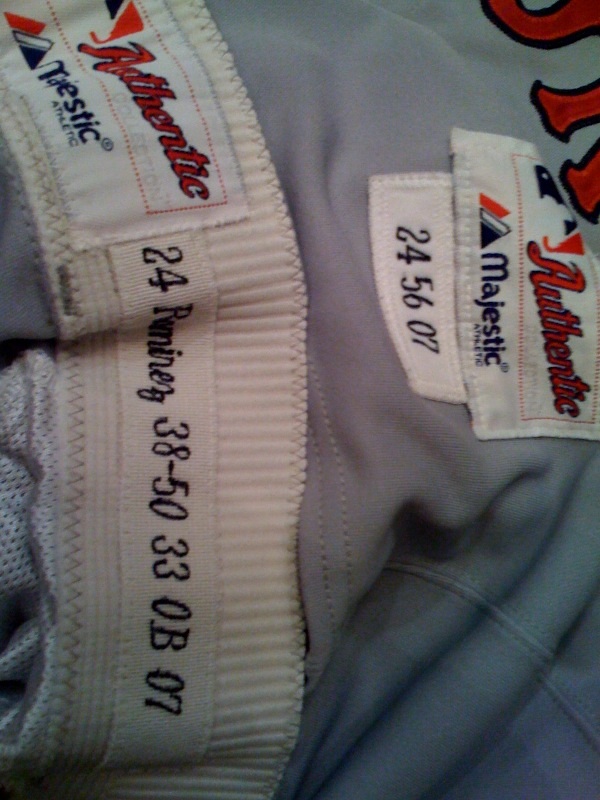 Authentic
Majestic®
ATHLETIC
24 Ramirez 38-50 33 OB 07
Authentic
Majestic®
ATHLETIC
24 56 07